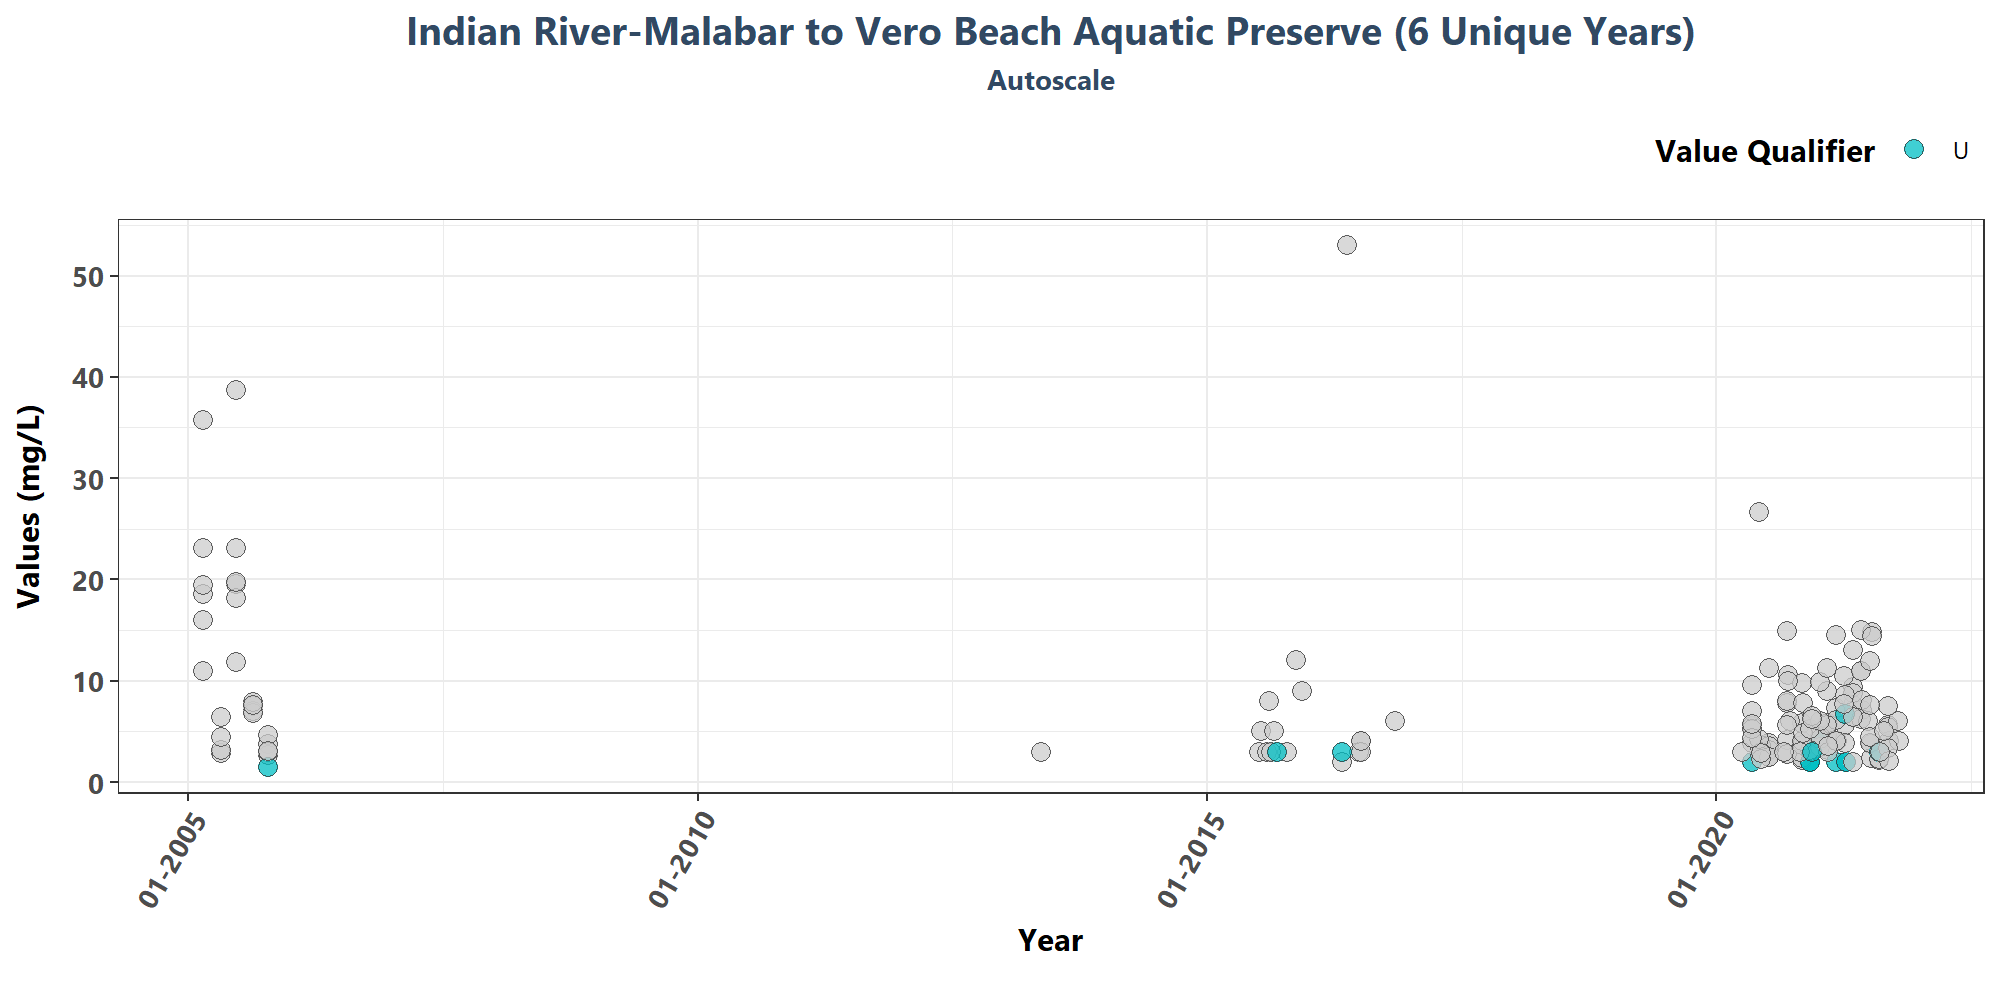 Indian River-Malabar to Vero Beach Aquatic Preserve (6 Unique Years)
Autoscale
Value Qualifier U
Values (mg/L)
50
40
30
20
10
0
01-2005 01-2010 01-2015 01-2020
Year